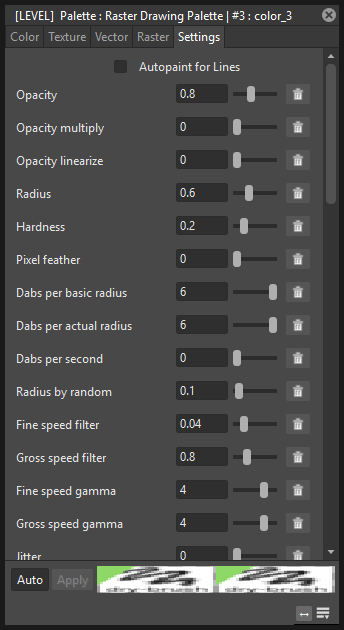 [LEVEL] Palette : Raster Drawing Palette | #3 : color_3
Color Texture Vector Raster Settings
Autopaint for Lines
Opacity 0.8
Opacity multiply 0
Opacity linearize 0
Radius 0.6
Hardness 0.2
Pixel feather 0
Dabs per basic radius 6
Dabs per actual radius 6
Dabs per second 0
Radius by random 0.1
Fine speed filter 0.04
Gross speed filter 0.8
Fine speed gamma 4
Gross speed gamma 4
Jitter 0
Auto Apply